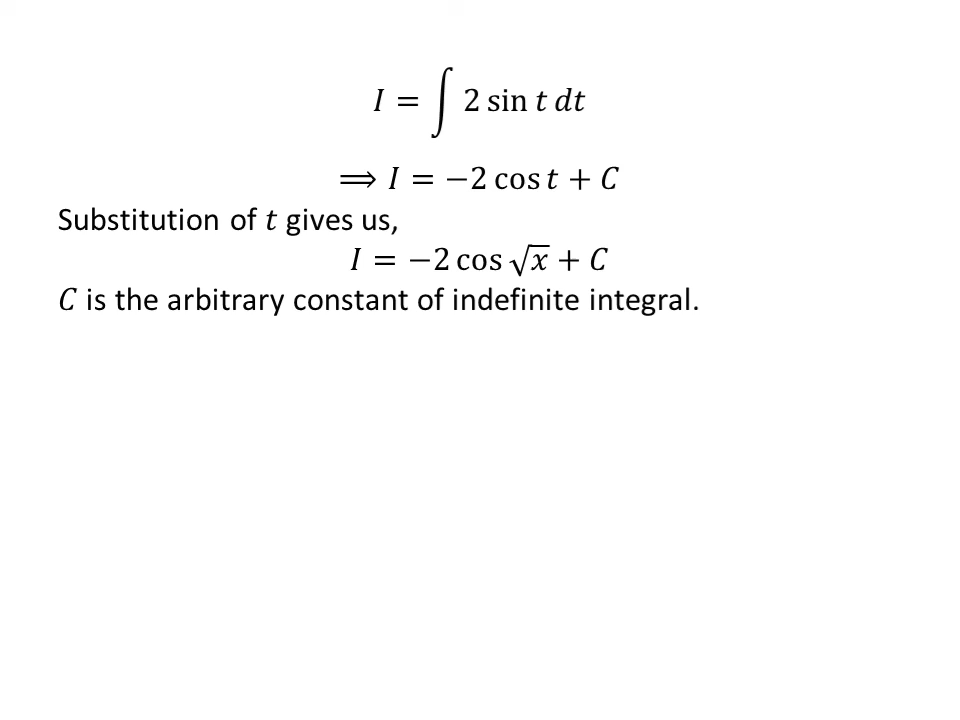 𝐼 = ∫ 2 sin 𝑡 𝑑𝑡
⟹ 𝐼 = −2 cos 𝑡 + 𝐶
Substitution of 𝑡 gives us,
𝐼 = −2 cos √𝑥 + 𝐶
𝐶 is the arbitrary constant of indefinite integral.